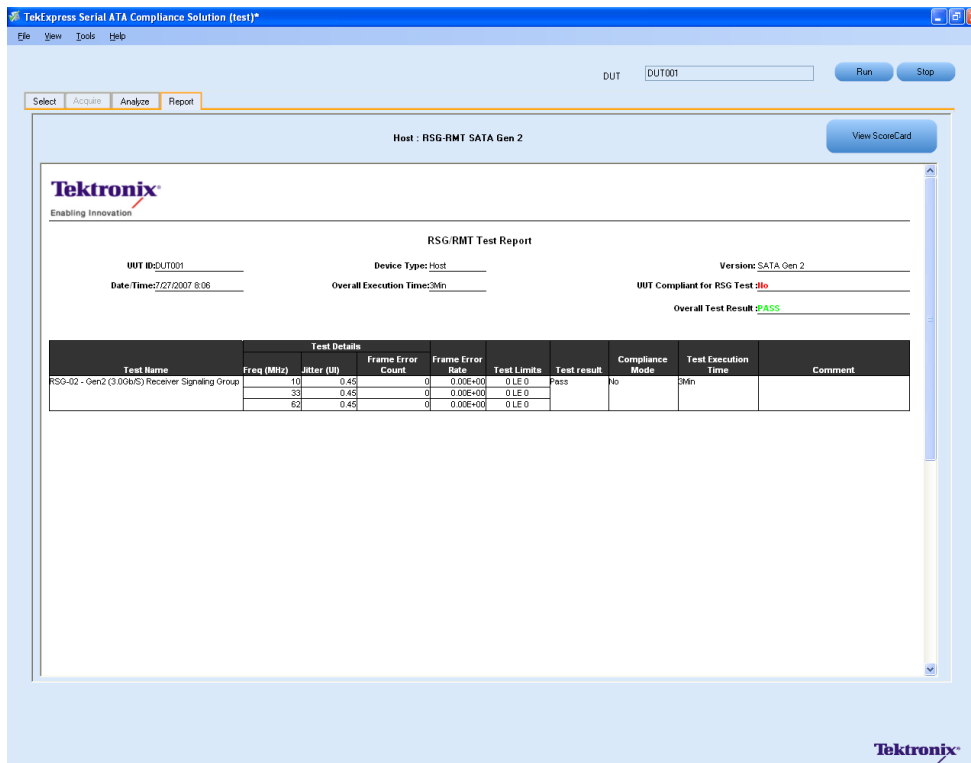 TekExpress Serial ATA Compliance Solution (test)*
File View Tools Help
DUT DUT001 Run Stop
Select Acquire Analyze Report
Host : RSG-RMT SATA Gen 2
View ScoreCard
Tektronix
Enabling Innovation
RSG/RMT Test Report
UUT ID:DUT001 Device Type: Host Version: SATA Gen 2
Date/Time:7/27/2007 8:06 Overall Execution Time:3Min UUT Compliant for RSG Test :No
Overall Test Result :PASS
Test Details
Test Name Freq (MHz) Jitter (UI) Frame Error Count Frame Error Rate Test Limits Test result Compliance Mode Test Execution Time Comment
RSG-02 - Gen2 (3.0Gb/S) Receiver Signaling Group 10 0.45 0 0.00E+00 0 LE 0 Pass No 3Min
33 0.45 0 0.00E+00 0 LE 0
62 0.45 0 0.00E+00 0 LE 0
Tektronix